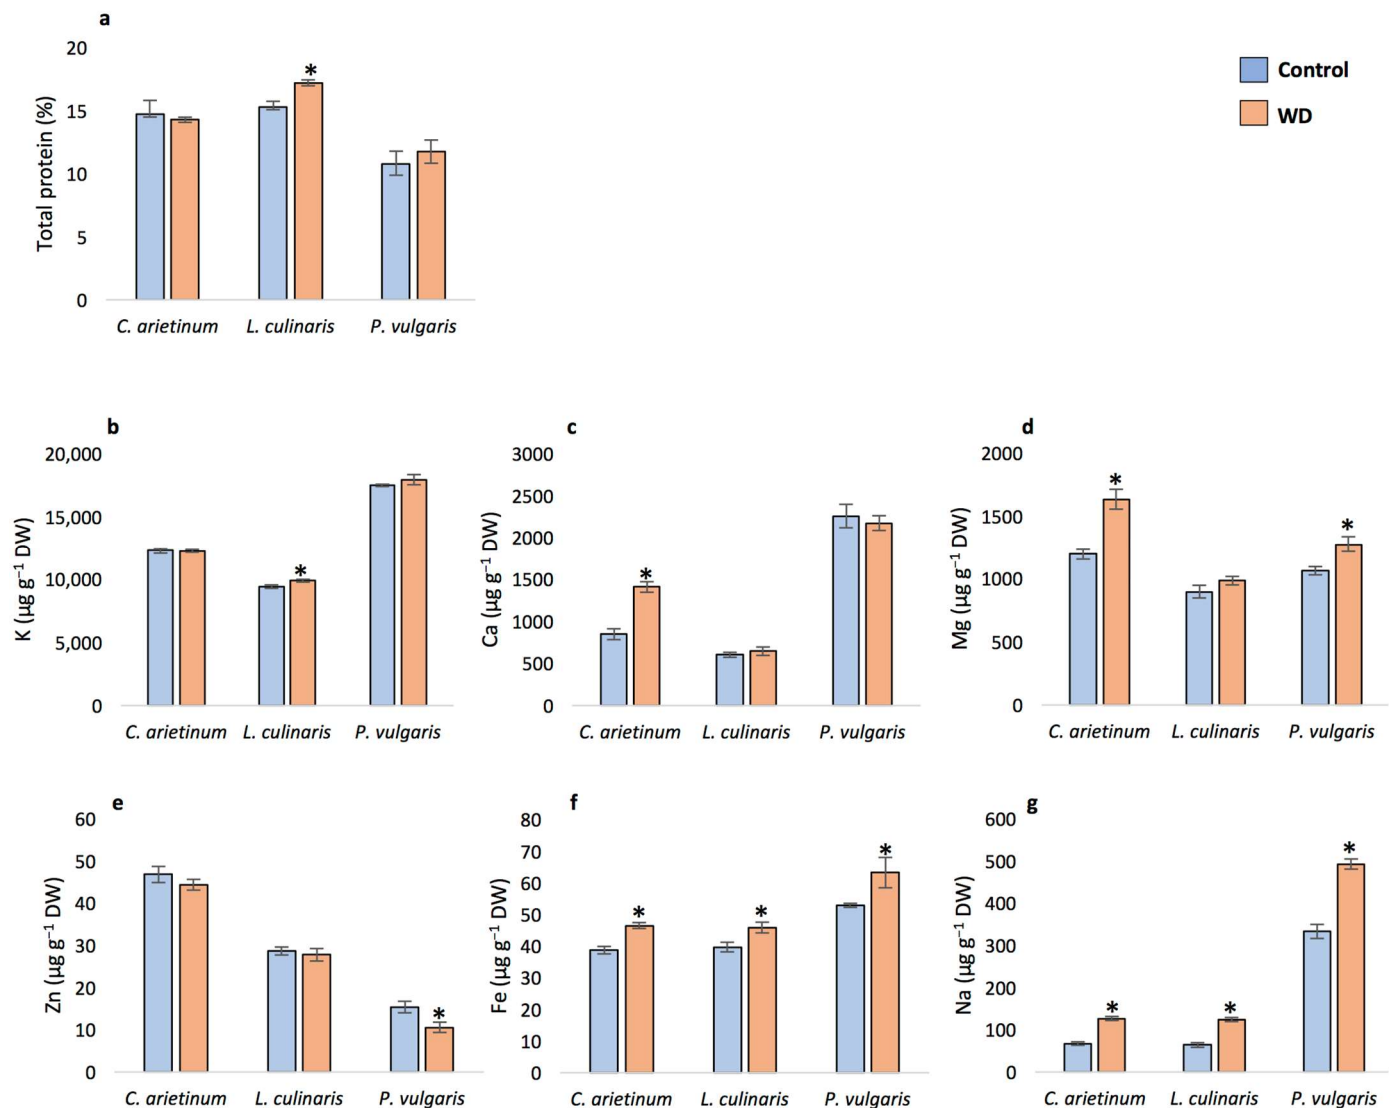 a
Total protein (%)
20
15
10
5
0
C. arietinum L. culinaris P. vulgaris
*
Control
WD
b
K (µg g⁻¹ DW)
20,000
15,000
10,000
5,000
0
C. arietinum L. culinaris P. vulgaris
*
c
Ca (µg g⁻¹ DW)
3000
2500
2000
1500
1000
500
0
C. arietinum L. culinaris P. vulgaris
*
d
Mg (µg g⁻¹ DW)
2000
1500
1000
500
0
C. arietinum L. culinaris P. vulgaris
* *
e
Zn (µg g⁻¹ DW)
60
50
40
30
20
10
0
C. arietinum L. culinaris P. vulgaris
*
f
Fe (µg g⁻¹ DW)
80
70
60
50
40
30
20
10
0
C. arietinum L. culinaris P. vulgaris
* * *
g
Na (µg g⁻¹ DW)
600
500
400
300
200
100
0
C. arietinum L. culinaris P. vulgaris
* * *